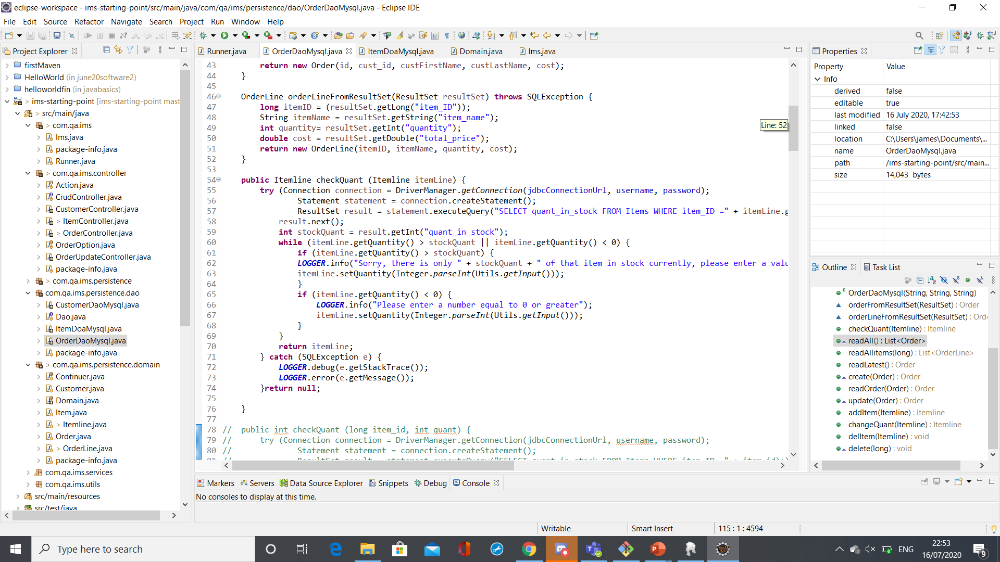 eclipse-workspace - ims-starting-point/src/main/java/com/qa/ims/persistence/dao/OrderDaoMysql.java - Eclipse IDE
File Edit Source Refactor Navigate Search Project Run Window Help
Project Explorer
firstMaven
HelloWorld (in june20software2)
helloworldfin (in javabasics)
> ims-starting-point [ims-starting-point mast
> src/main/java
> com.qa.ims
Ims.java
package-info.java
Runner.java
> com.qa.ims.controller
Action.java
CrudController.java
CustomerController.java
> ItemController.java
> OrderController.java
OrderOption.java
OrderUpdateController.java
package-info.java
> com.qa.ims.persistence
com.qa.ims.persistence.dao
CustomerDaoMysql.java
Dao.java
ItemDoaMysql.java
OrderDaoMysql.java
package-info.java
> com.qa.ims.persistence.domain
Continuer.java
Customer.java
Domain.java
Item.java
> Itemline.java
Order.java
> OrderLine.java
package-info.java
com.qa.ims.services
com.qa.ims.utils
src/main/resources
src/test/java
Runner.java OrderDaoMysql.java ItemDoaMysql.java Domain.java Ims.java
43 return new Order(id, cust_id, custFirstName, custLastName, cost);
44 }
45
46 OrderLine orderLineFromResultSet(ResultSet resultSet) throws SQLException {
47 long itemID = (resultSet.getLong("item_ID"));
48 String itemName = resultSet.getString("item_name");
49 int quantity= resultSet.getInt("quantity");
50 double cost = resultSet.getDouble("total_price");
51 return new OrderLine(itemID, itemName, quantity, cost);
52 }
53
54 public Itemline checkQuant (Itemline itemLine) {
55 try (Connection connection = DriverManager.getConnection(jdbcConnectionUrl, username, password);
56 Statement statement = connection.createStatement();
57 ResultSet result = statement.executeQuery("SELECT quant_in_stock FROM Items WHERE item_ID =" + itemLine.g
58 result.next();
59 int stockQuant = result.getInt("quant_in_stock");
60 while (itemLine.getQuantity() > stockQuant || itemLine.getQuantity() < 0) {
61 if (itemLine.getQuantity() > stockQuant) {
62 LOGGER.info("Sorry, there is only " + stockQuant + " of that item in stock currently, please enter a valu
63 itemLine.setQuantity(Integer.parseInt(Utils.getInput()));
64 }
65 if (itemLine.getQuantity() < 0) {
66 LOGGER.info("Please enter a number equal to 0 or greater");
67 itemLine.setQuantity(Integer.parseInt(Utils.getInput()));
68 }
69 }
70 return itemLine;
71 } catch (SQLException e) {
72 LOGGER.debug(e.getStackTrace());
73 LOGGER.error(e.getMessage());
74 }return null;
75
76 }
77
78 // public int checkQuant (long item_id, int quant) {
79 // try (Connection connection = DriverManager.getConnection(jdbcConnectionUrl, username, password);
80 // Statement statement = connection.createStatement();
Line: 52
Properties
Property Value
Info
derived false
editable true
last modified 16 July 2020, 17:42:53
linked false
location C:\Users\james\Documents\...
name OrderDaoMysql.java
path /ims-starting-point/src/main...
size 14,043 bytes
Outline Task List
OrderDaoMysql(String, String, String)
orderFromResultSet(ResultSet) : Order
orderLineFromResultSet(ResultSet) : Orde
checkQuant(Itemline) : Itemline
readAll() : List<Order>
readAllitems(long) : List<OrderLine>
readLatest() : Order
create(Order) : Order
readOrder(Order) : Order
update(Order) : Order
addItem(Itemline) : Itemline
changeQuant(Itemline) : Itemline
delItem(Itemline) : void
delete(long) : void
Markers Servers Data Source Explorer Snippets Debug Console
No consoles to display at this time.
Writable Smart Insert 115 : 1 : 4594
Type here to search
ENG
22:53
16/07/2020
9